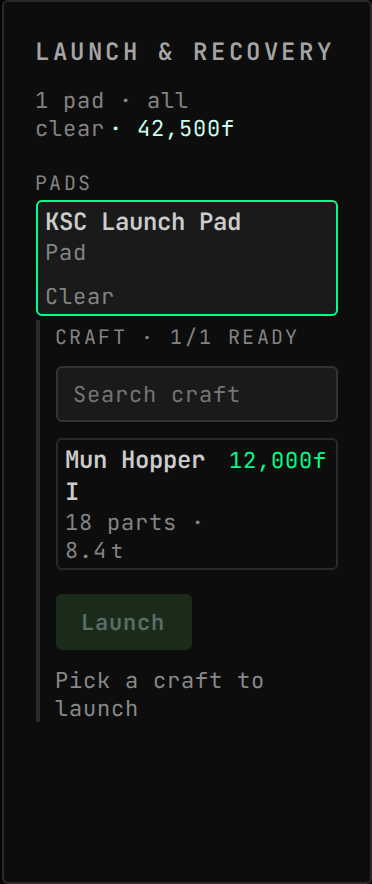 LAUNCH & RECOVERY
1 pad · all
clear · 42,500f
PADS
KSC Launch Pad
Pad
Clear
CRAFT · 1/1 READY
Search craft
Mun Hopper 12,000f
I
18 parts ·
8.4t
Launch
Pick a craft to
launch